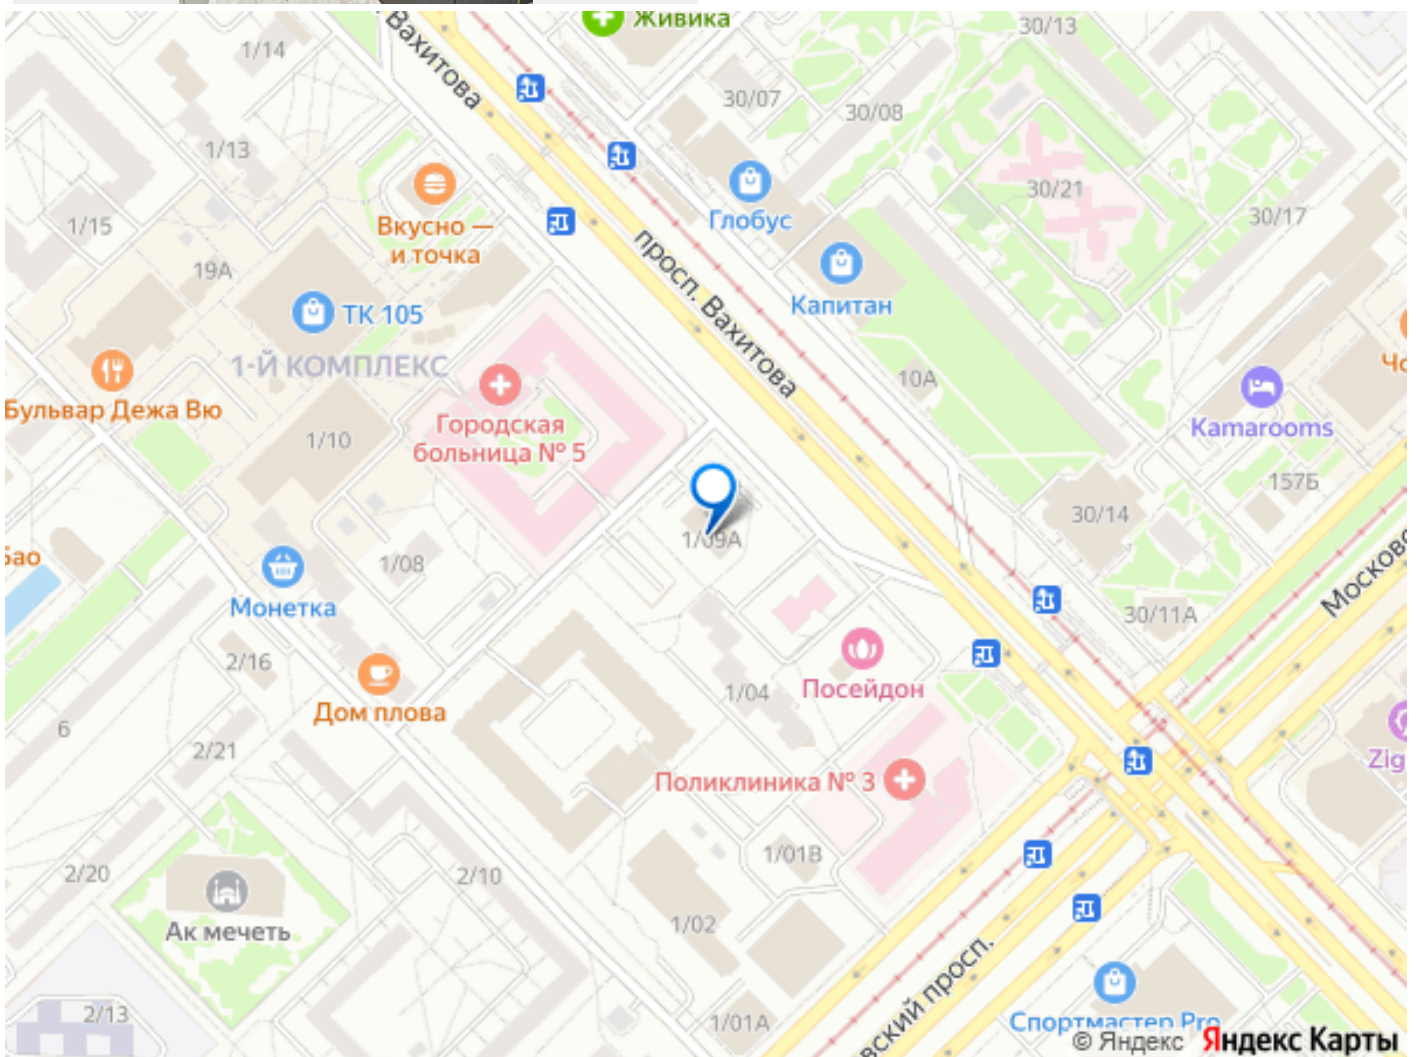 Живика
30/13
Вахитова
1/14
30/07
30/08
1/13
30/21
30/17
Глобус
1/15
Вкусно —
и точка
19А
просп. Вахитова
Капитан
ТК 105
1-Й КОМПЛЕКС
10А
Бульвар Дежа Вю
Городская
больница № 5
1/10
Kamarooms
157Б
30/14
1/09А
1/08
Монетка
30/11А
2/16
Посейдон
1/04
Дом плова
6
2/21
Zig
Поликлиника № 3
1/01В
2/20
2/10
1/02
Ак мечеть
2/13
1/01А
Спортмастер Pro
© Яндекс
Яндекс Карты